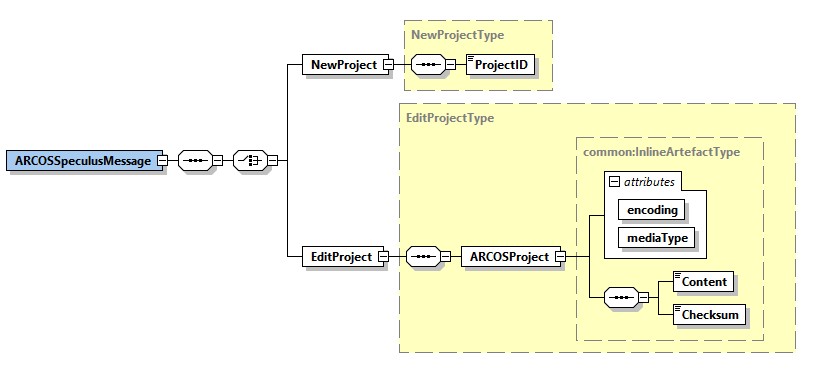 NewProjectType
NewProject
ProjectID
EditProjectType
common:InlineArtefactType
ARCOSSpeculusMessage
attributes
encoding
mediaType
EditProject
ARCOSProject
Content
Checksum